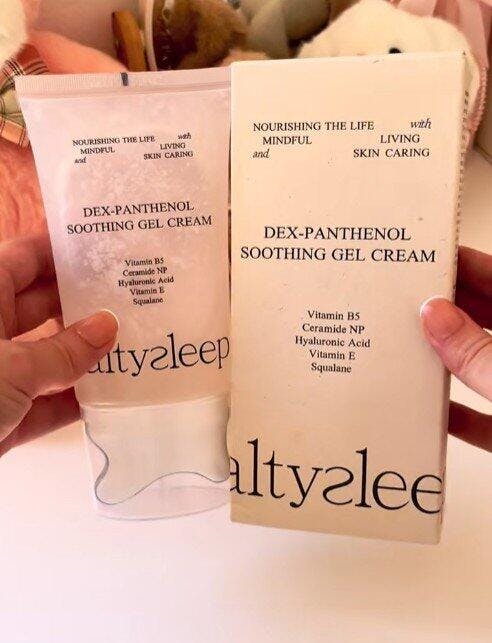 NOURISHING THE LIFE with
MINDFUL LIVING
and SKIN CARING
DEX-PANTHENOL
SOOTHING GEL CREAM
Vitamin B5
Ceramide NP
Hyaluronic Acid
Vitamin E
Squalane
altysleep
NOURISHING THE LIFE with
MINDFUL LIVING
and SKIN CARING
DEX-PANTHENOL
SOOTHING GEL CREAM
Vitamin B5
Ceramide NP
Hyaluronic Acid
Vitamin E
Squalane
altyslee